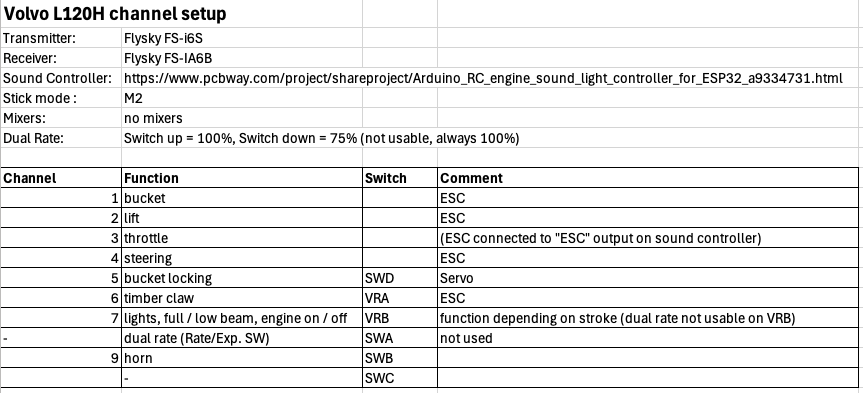 Volvo L120H channel setup
Transmitter: Flysky FS-i6S
Receiver: Flysky FS-IA6B
Sound Controller: https://www.pcbway.com/project/shareproject/Arduino_RC_engine_sound_light_controller_for_ESP32_a9334731.html
Stick mode : M2
Mixers: no mixers
Dual Rate: Switch up = 100%, Switch down = 75% (not usable, always 100%)
Channel Function Switch Comment
1 bucket ESC
2 lift ESC
3 throttle (ESC connected to "ESC" output on sound controller)
4 steering ESC
5 bucket locking SWD Servo
6 timber claw VRA ESC
7 lights, full / low beam, engine on / off VRB function depending on stroke (dual rate not usable on VRB)
- dual rate (Rate/Exp. SW) SWA not used
9 horn SWB
- SWC